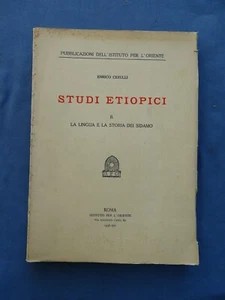 PUBBLICAZIONI DELL'ISTITUTO PER L'ORIENTE
ENRICO CERULLI
STUDI ETIOPICI
II
LA LINGUA E LA STORIA DEI SIDAMO
ROMA
ISTITUTO PER L'ORIENTE